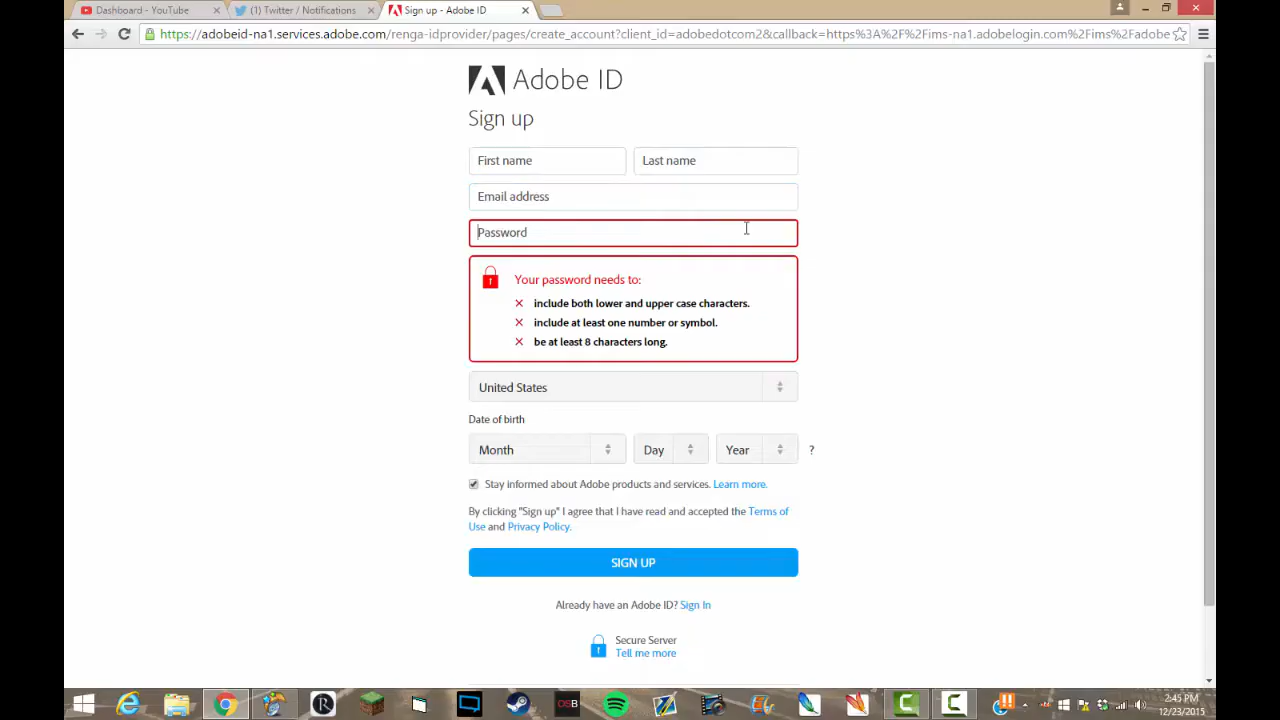 Dashboard - YouTube
(1) Twitter / Notifications
Sign up - Adobe ID
https://adobeid-na1.services.adobe.com/renga-idprovider/pages/create_account?client_id=adobedotcom2&callback=https%3A%2F%2Fims-na1.adobelogin.com%2Fims%2Fadobe
Adobe ID
Sign up
First name
Last name
Email address
Password
Your password needs to:
include both lower and upper case characters.
include at least one number or symbol.
be at least 8 characters long.
United States
Date of birth
Month
Day
Year
?
Stay informed about Adobe products and services. Learn more.
By clicking "Sign up" I agree that I have read and accepted the Terms of
Use and Privacy Policy.
SIGN UP
Already have an Adobe ID? Sign In
Secure Server
Tell me more
OSB
2:45 PM
12/23/2015